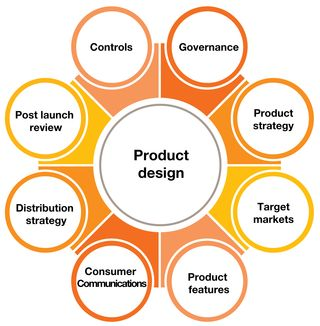 Controls
Governance
Post launch
review
Product
strategy
Product
design
Distribution
strategy
Target
markets
Consumer
Communications
Product
features